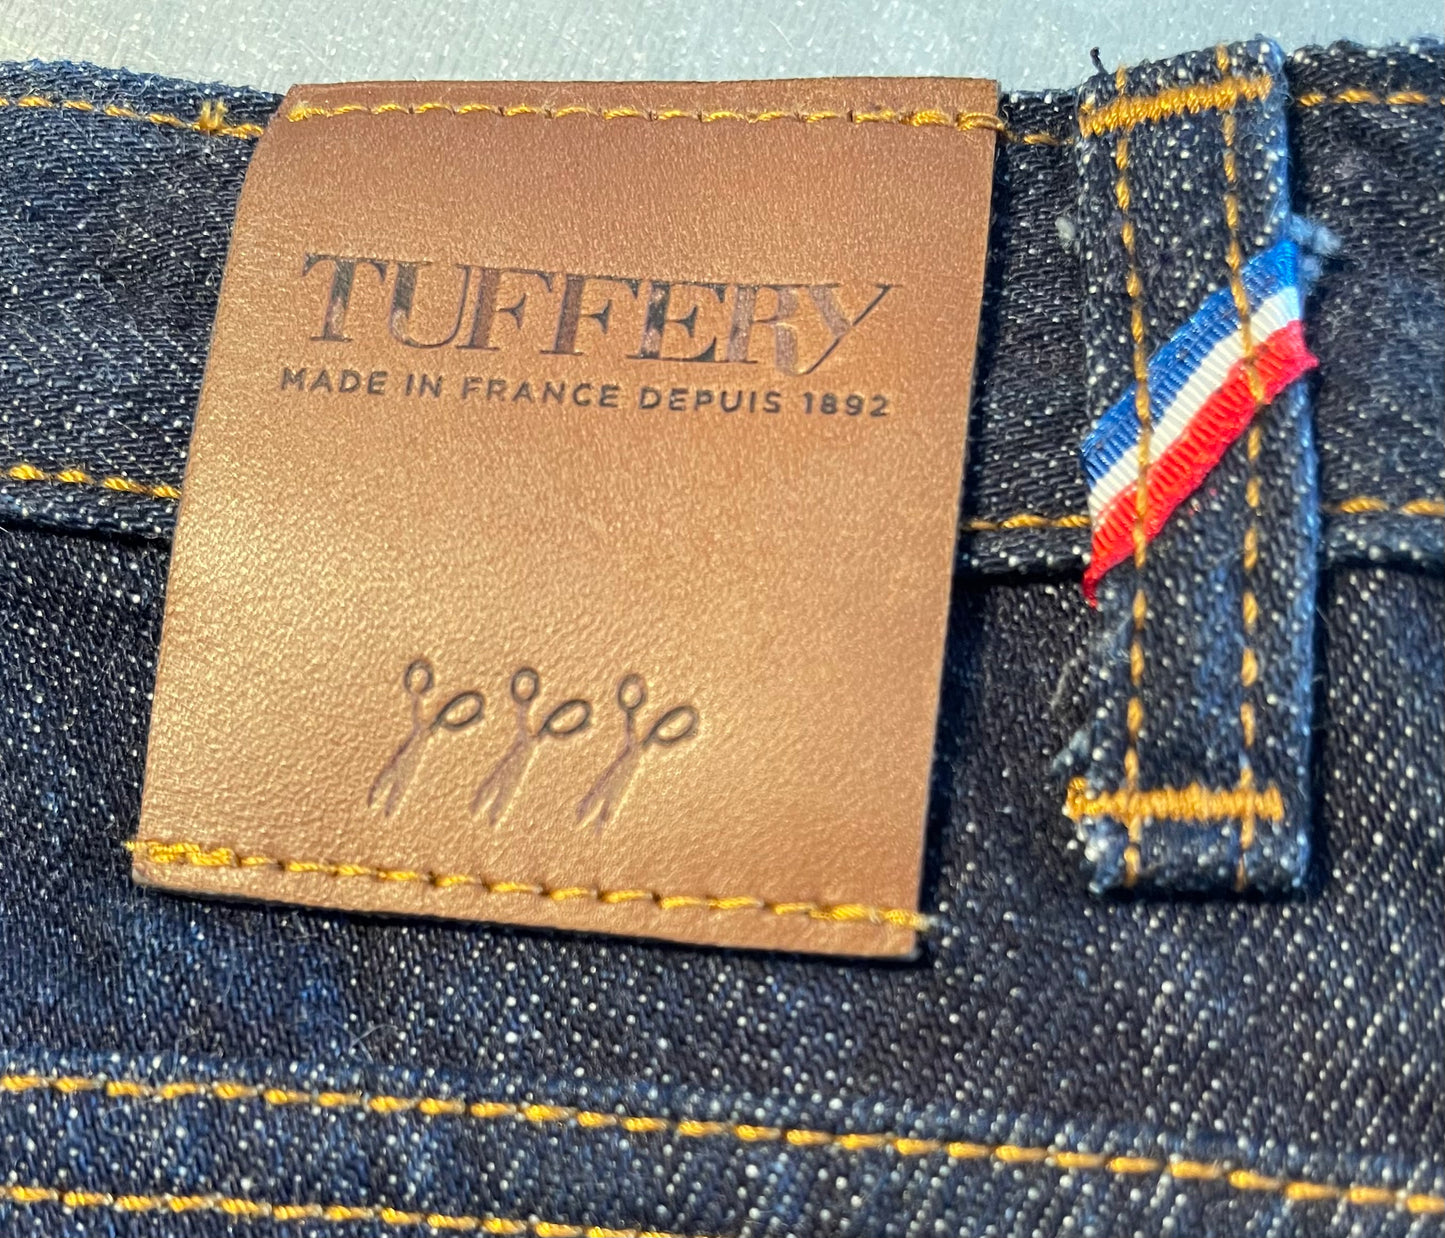 TUFFERY
MADE IN FRANCE DEPUIS 1892